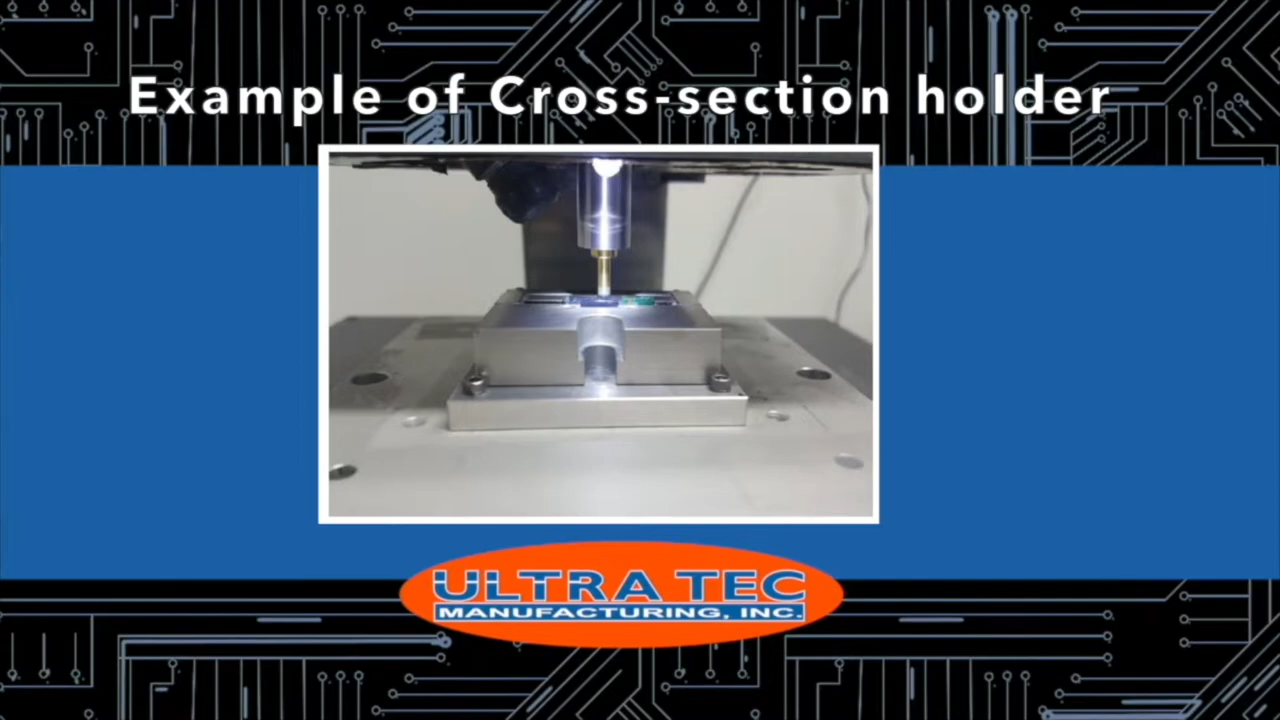 Example of Cross-section holder
ULTRA TEC
MANUFACTURING, INC.